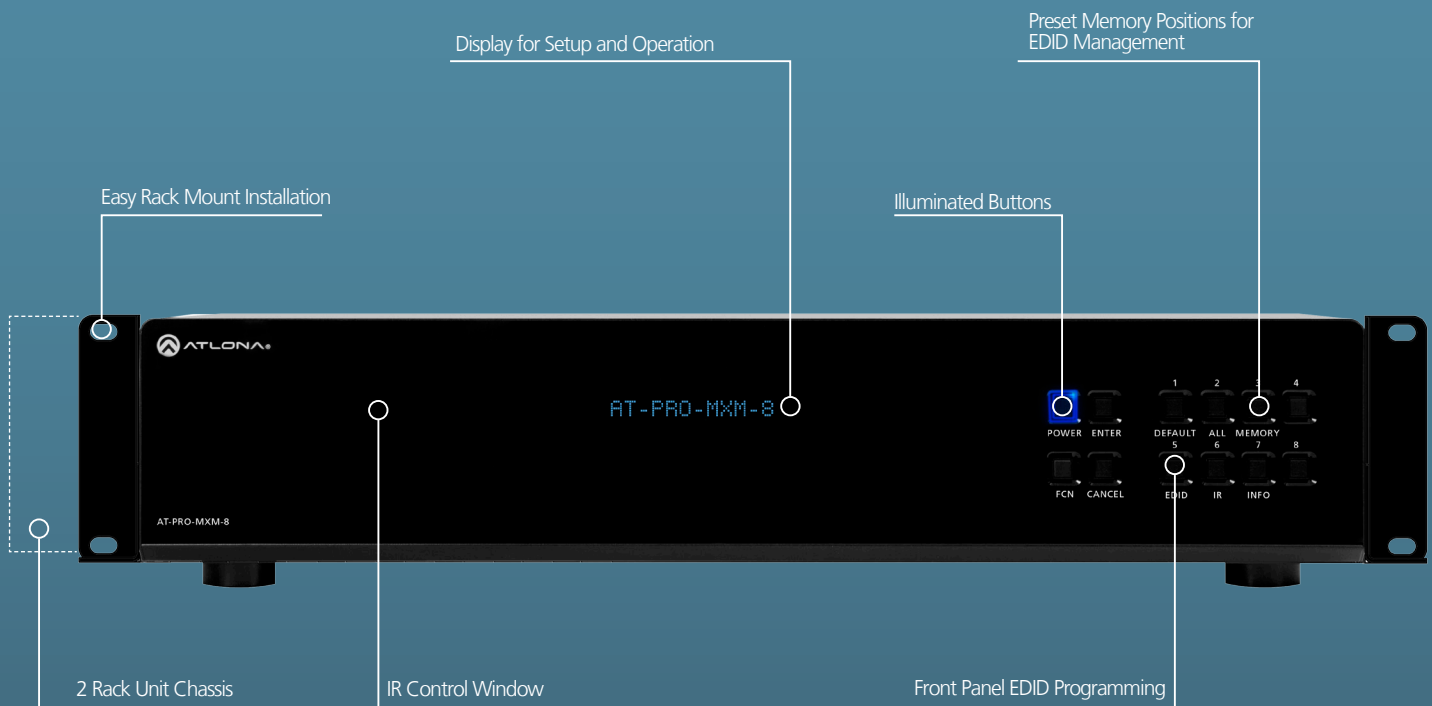 Preset Memory Positions for
EDID Management
Display for Setup and Operation
Easy Rack Mount Installation
Illuminated Buttons
ATLONA®
AT-PRO-MXM-8
1 2 3 4
POWER ENTER DEFAULT ALL MEMORY
5 6 7 8
FCN CANCEL EDID IR INFO
AT-PRO-MXM-8
2 Rack Unit Chassis
IR Control Window
Front Panel EDID Programming